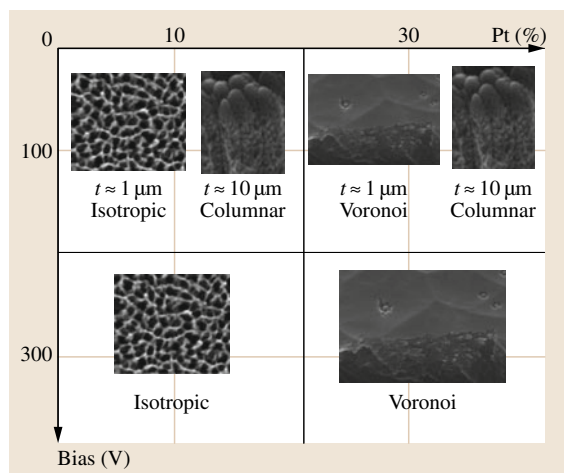 0 10 30 Pt (%)
100
t ≈ 1 μm t ≈ 10 μm t ≈ 1 μm t ≈ 10 μm
Isotropic Columnar Voronoi Columnar
300
Isotropic Voronoi
Bias (V)